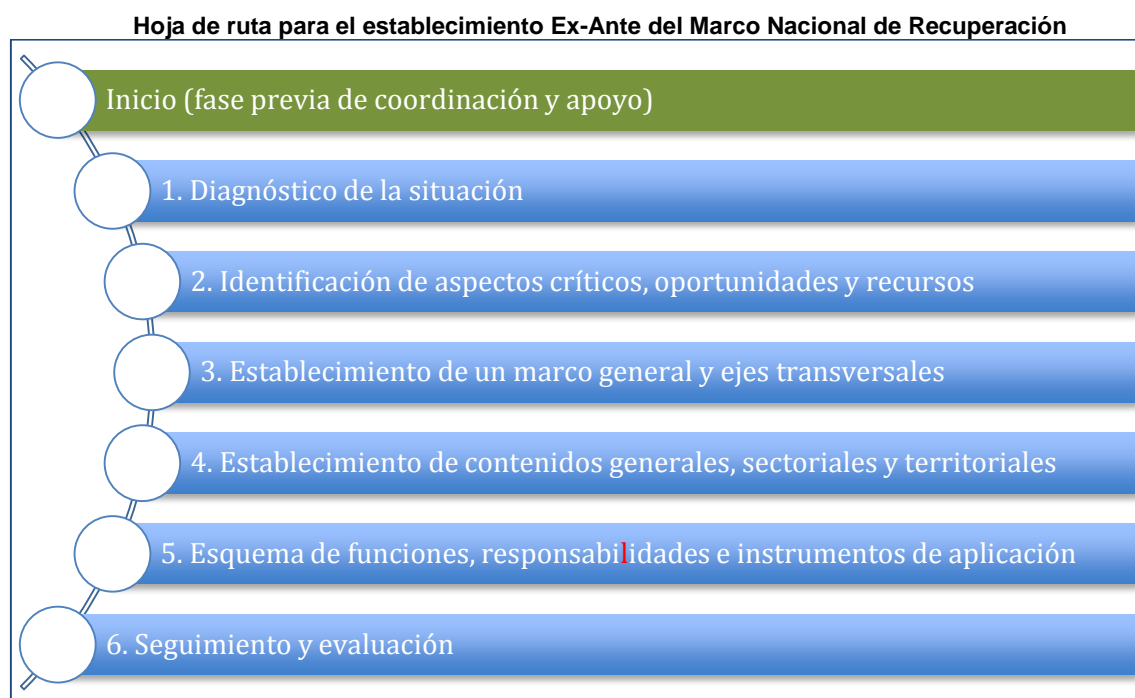 Hoja de ruta para el establecimiento Ex-Ante del Marco Nacional de Recuperación
Inicio (fase previa de coordinación y apoyo)
1. Diagnóstico de la situación
2. Identificación de aspectos críticos, oportunidades y recursos
3. Establecimiento de un marco general y ejes transversales
4. Establecimiento de contenidos generales, sectoriales y territoriales
5. Esquema de funciones, responsabilidades e instrumentos de aplicación
6. Seguimiento y evaluación